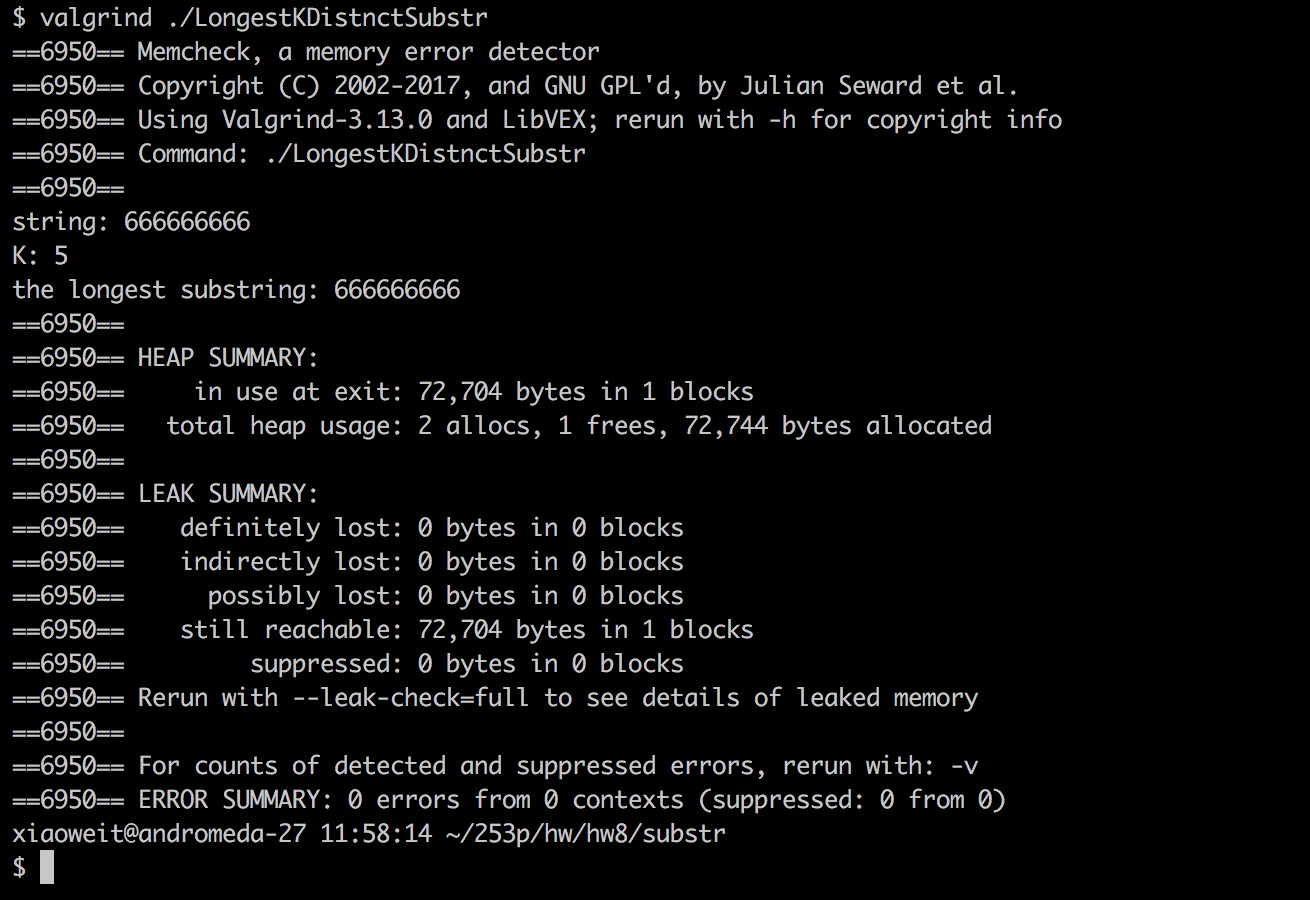 $ valgrind ./LongestKDistnctSubstr
==6950== Memcheck, a memory error detector
==6950== Copyright (C) 2002-2017, and GNU GPL'd, by Julian Seward et al.
==6950== Using Valgrind-3.13.0 and LibVEX; rerun with -h for copyright info
==6950== Command: ./LongestKDistnctSubstr
==6950==
string: 666666666
K: 5
the longest substring: 666666666
==6950==
==6950== HEAP SUMMARY:
==6950==     in use at exit: 72,704 bytes in 1 blocks
==6950==   total heap usage: 2 allocs, 1 frees, 72,744 bytes allocated
==6950==
==6950== LEAK SUMMARY:
==6950==    definitely lost: 0 bytes in 0 blocks
==6950==    indirectly lost: 0 bytes in 0 blocks
==6950==      possibly lost: 0 bytes in 0 blocks
==6950==    still reachable: 72,704 bytes in 1 blocks
==6950==         suppressed: 0 bytes in 0 blocks
==6950== Rerun with --leak-check=full to see details of leaked memory
==6950==
==6950== For counts of detected and suppressed errors, rerun with: -v
==6950== ERROR SUMMARY: 0 errors from 0 contexts (suppressed: 0 from 0)
xiaoweit@andromeda-27 11:58:14 ~/253p/hw/hw8/substr
$